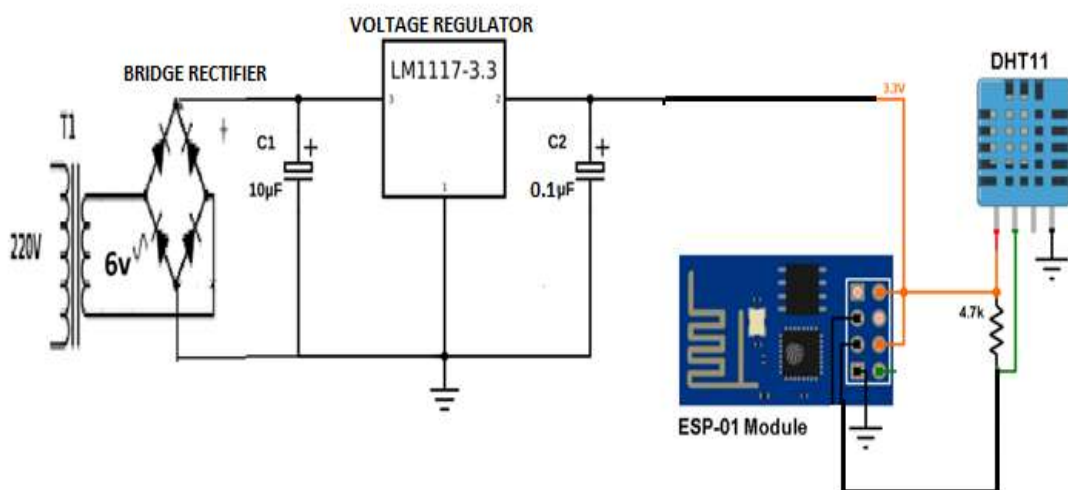 VOLTAGE REGULATOR
LM1117-3.3
BRIDGE RECTIFIER
DHT11
3
2
3.3V
T1
+
C1
+
C2
+
10µF
0.1µF
1
220V
6v
4.7k
ESP-01 Module